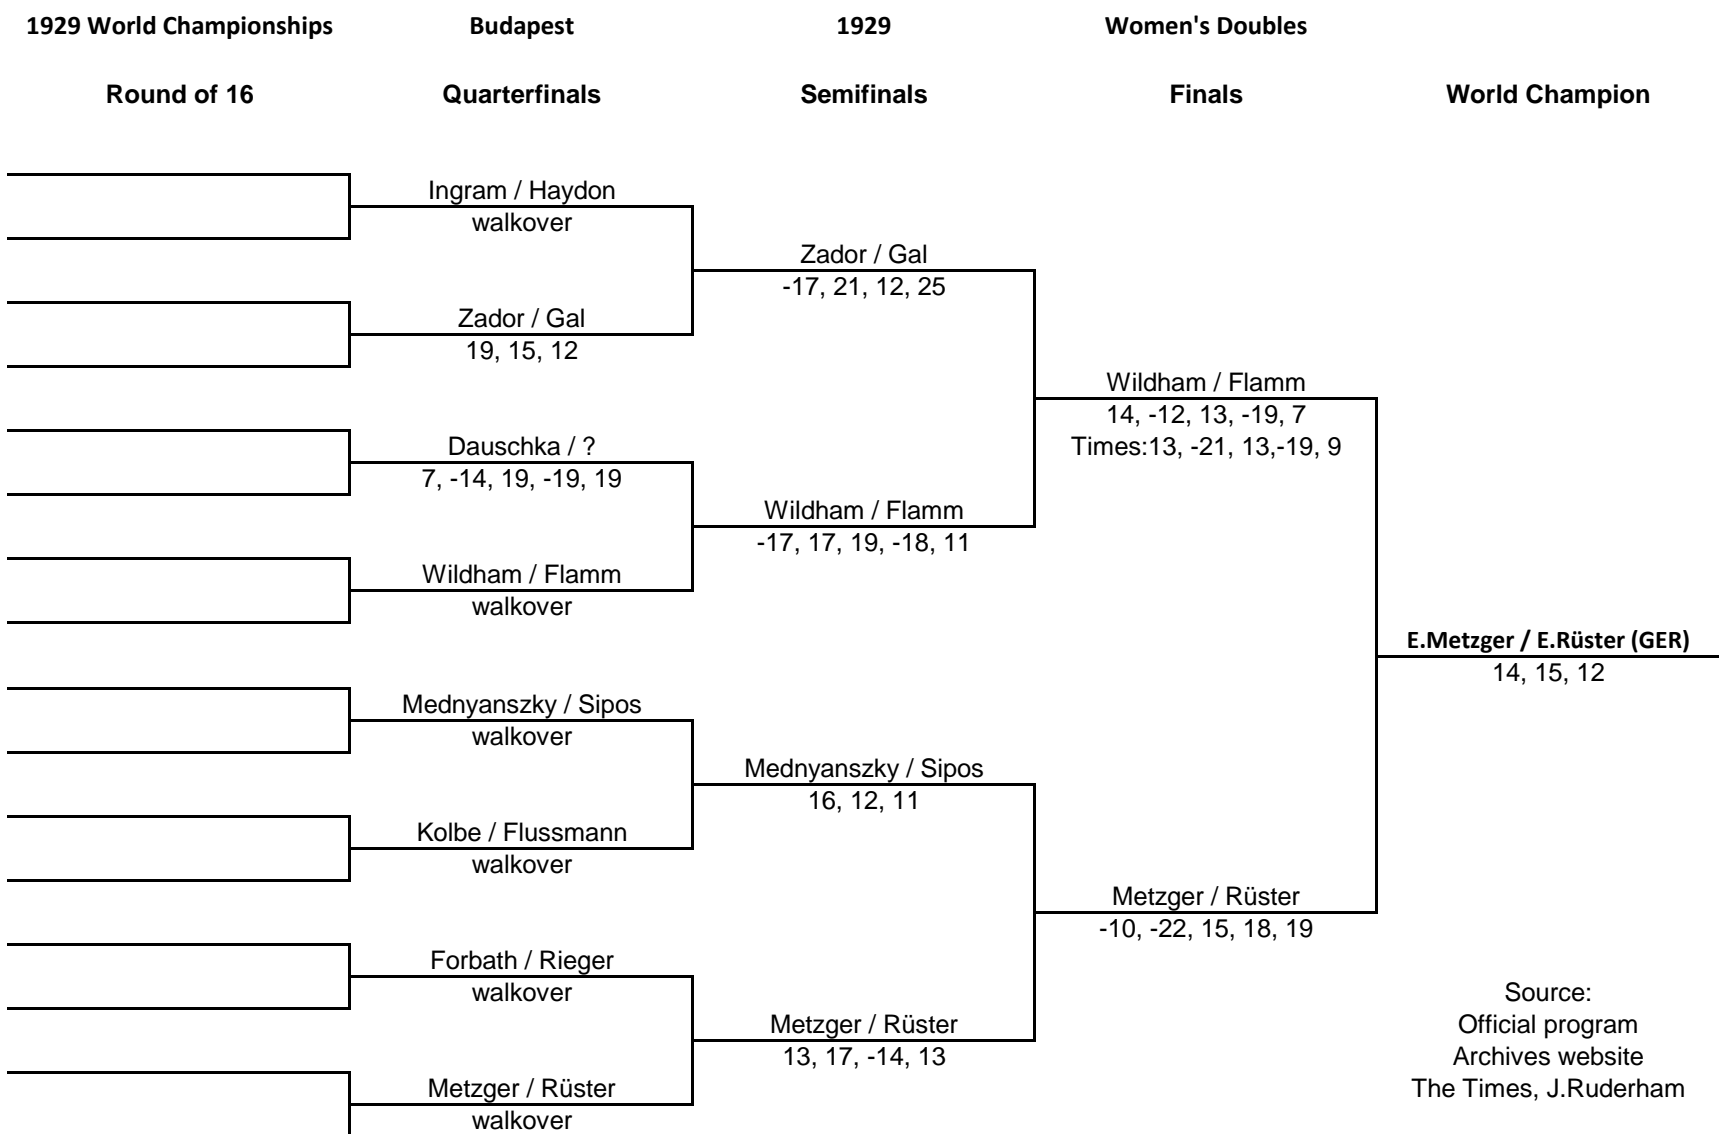 1929 World Championships Budapest 1929 Women's Doubles
Round of 16 Quarterfinals Semifinals Finals World Champion
Ingram / Haydon
walkover
Zador / Gal
-17, 21, 12, 25
Zador / Gal
19, 15, 12
Wildham / Flamm
14, -12, 13, -19, 7
Times:13, -21, 13,-19, 9
Dauschka / ?
7, -14, 19, -19, 19
Wildham / Flamm
-17, 17, 19, -18, 11
Wildham / Flamm
walkover
E.Metzger / E.Rüster (GER)
14, 15, 12
Mednyanszky / Sipos
walkover
Mednyanszky / Sipos
16, 12, 11
Kolbe / Flussmann
walkover
Metzger / Rüster
-10, -22, 15, 18, 19
Forbath / Rieger
walkover
Metzger / Rüster
13, 17, -14, 13
Metzger / Rüster
walkover
Source:
Official program
Archives website
The Times, J.Ruderham